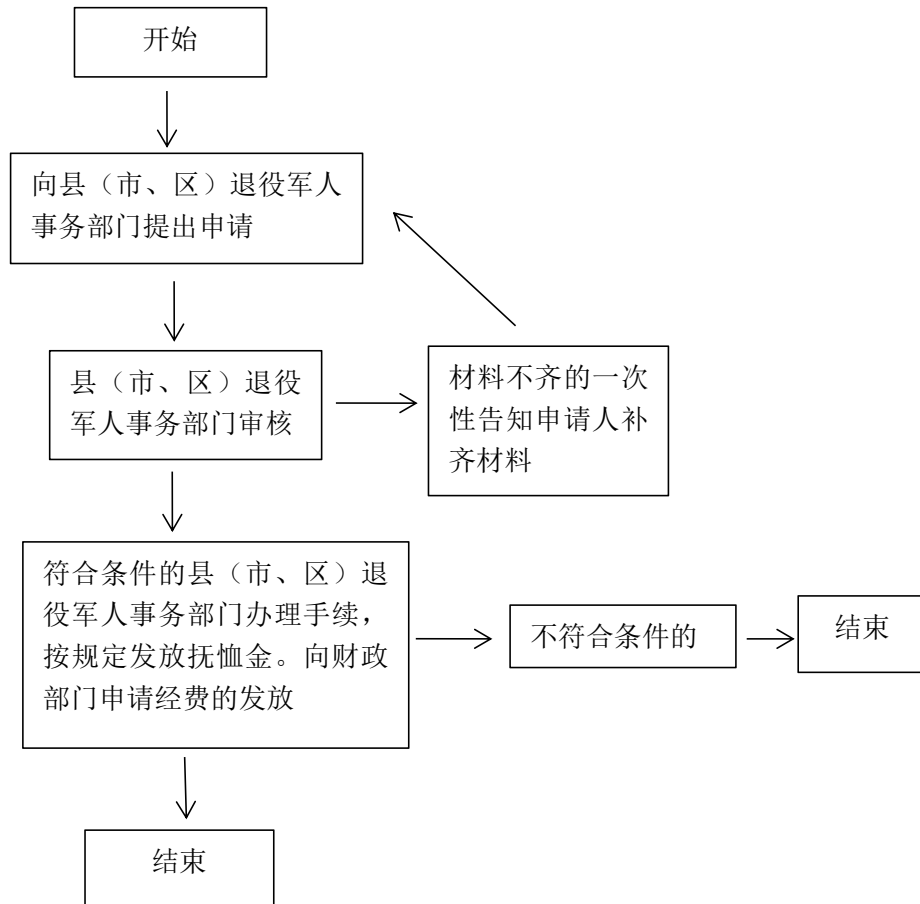 开始
向县（市、区）退役军人
事务部门提出申请
县（市、区）退役
军人事务部门审核
材料不齐的一次
性告知申请人补
齐材料
符合条件的县（市、区）退
役军人事务部门办理手续，
按规定发放抚恤金。向财政
部门申请经费的发放
不符合条件的
结束
结束